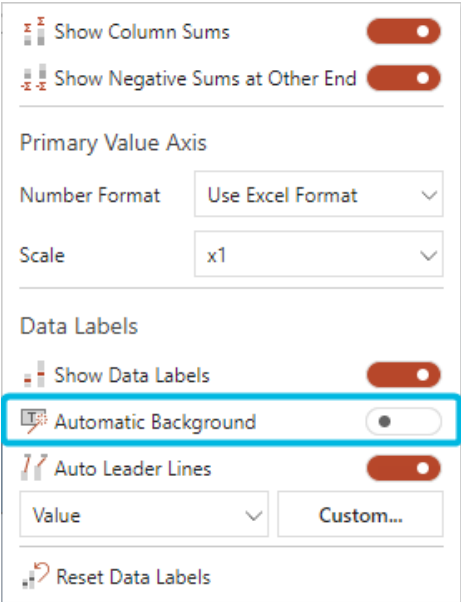 Show Column Sums
Show Negative Sums at Other End
Primary Value Axis
Number Format Use Excel Format
Scale x1
Data Labels
Show Data Labels
Automatic Background
Auto Leader Lines
Value Custom...
Reset Data Labels